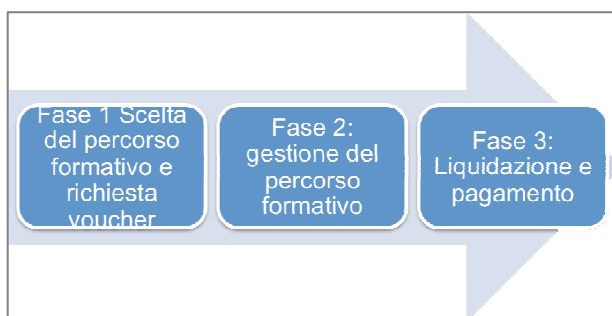 Fase 1 Scelta
del percorso
formativo e
richiesta
voucher
Fase 2:
gestione del
percorso
formativo
Fase 3:
Liquidazione e
pagamento